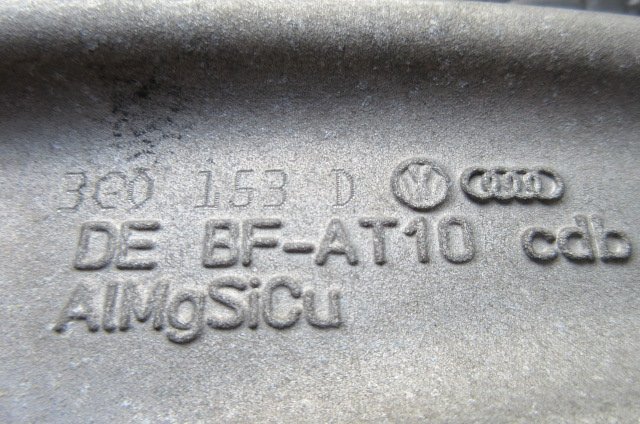 3C0 153 D
DE BF-AT10 cdb
AlMgSiCu